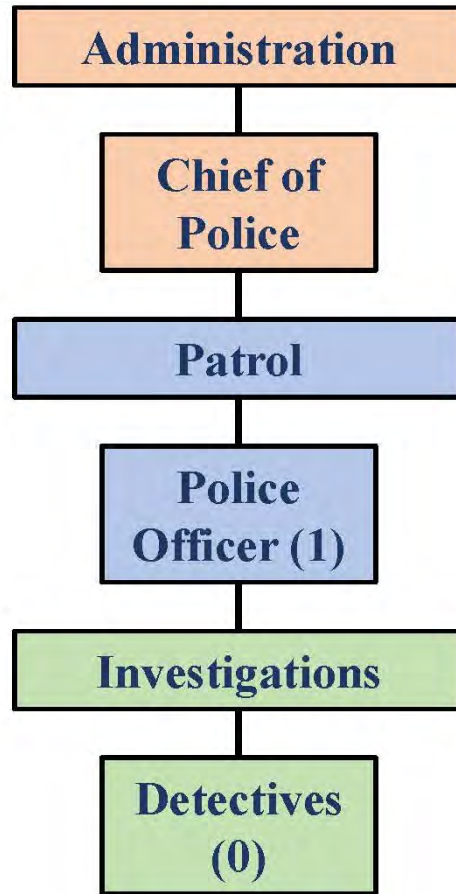 Administration
Chief of
Police
Patrol
Police
Officer (1)
Investigations
Detectives
(0)